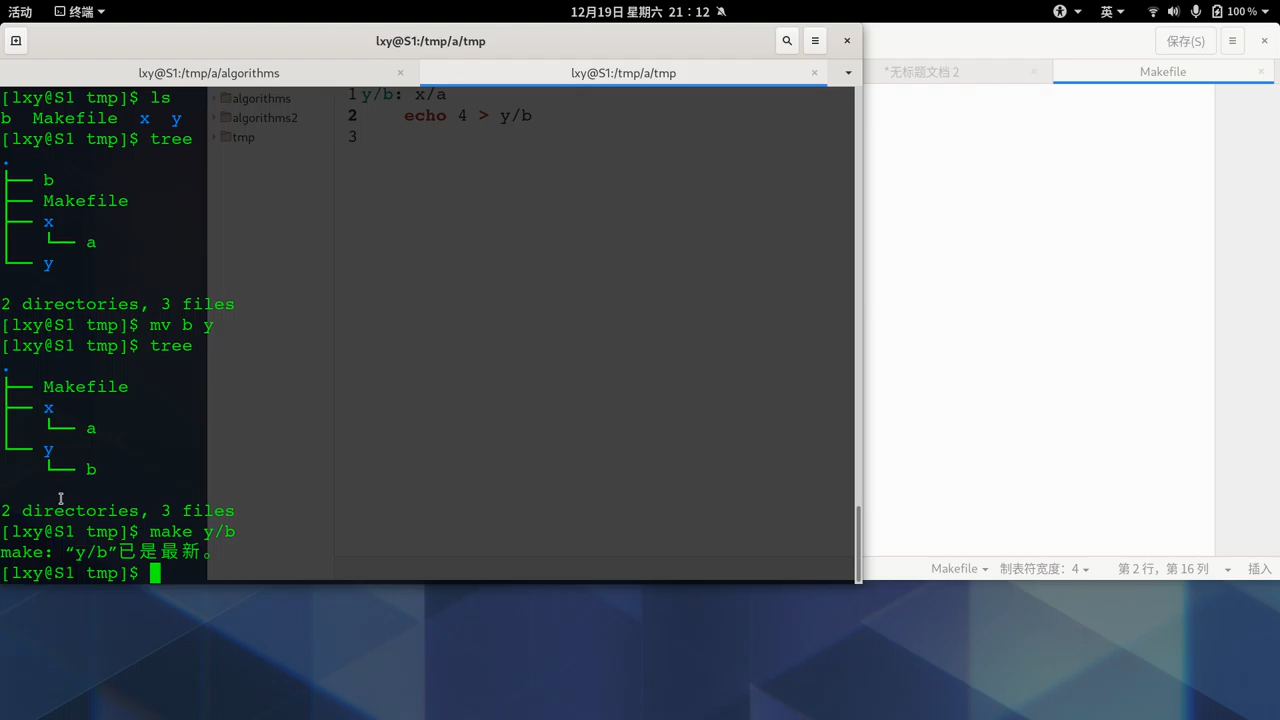 活动 终端 12月19日 星期六 21：12 英 100 %
lxy@S1:/tmp/a/tmp 保存(S)
lxy@S1:/tmp/a/algorithms lxy@S1:/tmp/a/tmp *无标题文档 2 Makefile
[lxy@S1 tmp]$ ls
b Makefile x y
[lxy@S1 tmp]$ tree
.
├── b
├── Makefile
├── x
│   └── a
└── y
2 directories, 3 files
[lxy@S1 tmp]$ mv b y
[lxy@S1 tmp]$ tree
.
├── Makefile
├── x
│   └── a
└── y
    └── b
2 directories, 3 files
[lxy@S1 tmp]$ make y/b
make: “y/b”已是最新。
[lxy@S1 tmp]$
algorithms
algorithms2
tmp
1 y/b: x/a
2 echo 4 > y/b
3
Makefile 制表符宽度：4 第 2 行，第 16 列 插入